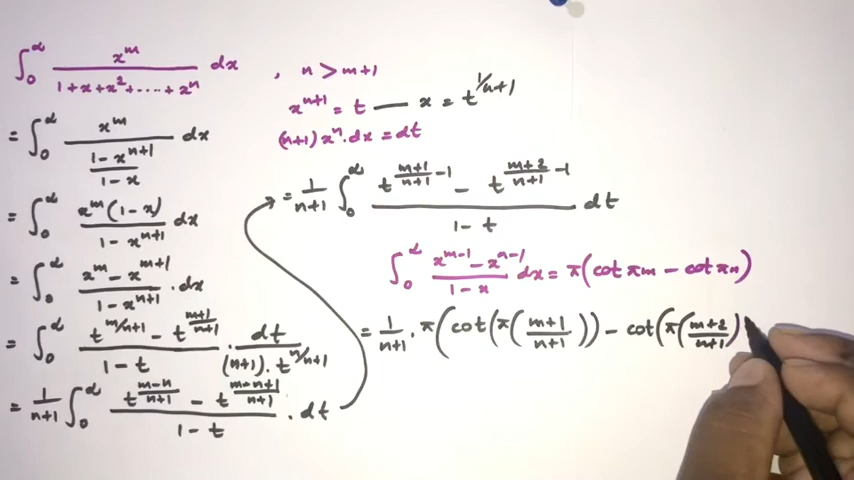 ∫₀^∝ x^m / (1+x+x²+.....+x^n) dx , n > m+1
x^(n+1) = t — x = t^(1/n+1)
(n+1) x^n . dx = dt
= ∫₀^∝ x^m / ((1-x^(n+1))/(1-x)) dx
= ∫₀^∝ x^m (1-x) / (1-x^(n+1)) dx
= ∫₀^∝ (x^m - x^(m+1)) / (1-x^(n+1)) . dx
= ∫₀^∝ (t^(m/n+1) - t^((m+1)/(n+1))) / (1-t) . dt / ((n+1) . t^(n/n+1))
= 1/(n+1) ∫₀^∝ (t^((m-n)/(n+1)) - t^((m-n+1)/(n+1))) / (1-t) . dt
= 1/(n+1) ∫₀^∝ (t^((m+1)/(n+1) -1) - t^((m+2)/(n+1) -1)) / (1-t) dt
∫₀^∝ (x^(m-1) - x^(n-1)) / (1-x) dx = π(cot πm - cot πn)
= 1/(n+1) . π(cot(π((m+1)/(n+1))) - cot(π((m+2)/(n+1))